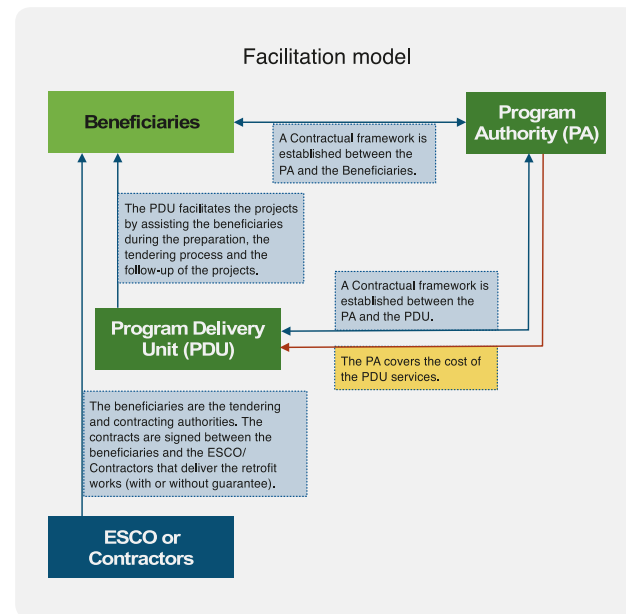 Facilitation model
Beneficiaries
Program
Authority (PA)
A Contractual framework is
established between the
PA and the Beneficiaries.
The PDU facilitates the projects
by assisting the beneficiaries
during the preparation, the
tendering process and the
follow-up of the projects.
A Contractual framework is
established between the
PA and the PDU.
Program Delivery
Unit (PDU)
The PA covers the cost of
the PDU services.
The beneficiaries are the tendering
and contracting authorities. The
contracts are signed between the
beneficiaries and the ESCO/
Contractors that deliver the retrofit
works (with or without guarantee).
ESCO or
Contractors